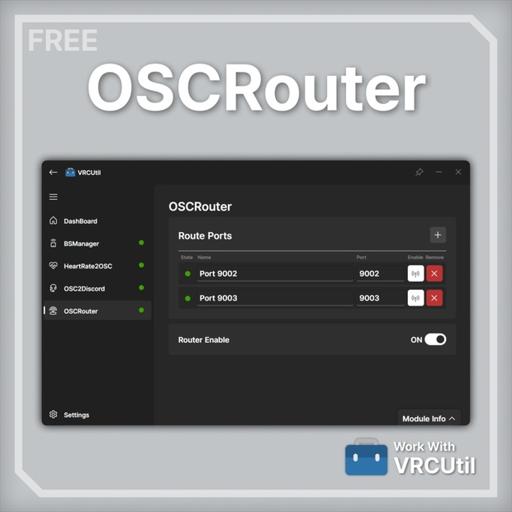 FREE
OSCRouter
VRCUtil
OSCRouter
DashBoard
Route Ports
+
State Name Port Enable Remove
BSManager
HeartRate2OSC
Port 9002 9002
OSC2Discord
Port 9003 9003
OSCRouter
Router Enable ON
Settings
Module Info
Work With
VRCUtil